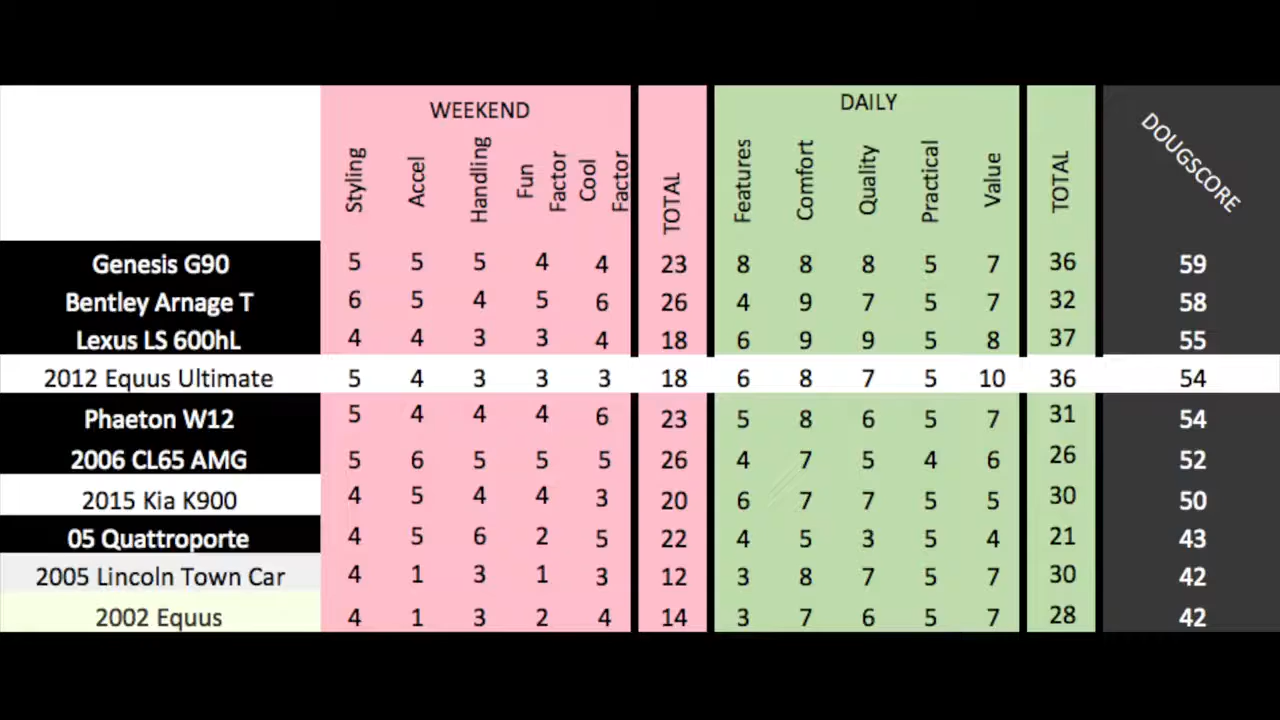 WEEKEND DAILY
Styling Accel Handling Fun Factor Cool Factor TOTAL Features Comfort Quality Practical Value TOTAL DOUGSCORE
Genesis G90 5 5 5 4 4 23 8 8 8 5 7 36 59
Bentley Arnage T 6 5 4 5 6 26 4 9 7 5 7 32 58
Lexus LS 600hL 4 4 3 3 4 18 6 9 9 5 8 37 55
2012 Equus Ultimate 5 4 3 3 3 18 6 8 7 5 10 36 54
Phaeton W12 5 4 4 4 6 23 5 8 6 5 7 31 54
2006 CL65 AMG 5 6 5 5 5 26 4 7 5 4 6 26 52
2015 Kia K900 4 5 4 4 3 20 6 7 7 5 5 30 50
05 Quattroporte 4 5 6 2 5 22 4 5 3 5 4 21 43
2005 Lincoln Town Car 4 1 3 1 3 12 3 8 7 5 7 30 42
2002 Equus 4 1 3 2 4 14 3 7 6 5 7 28 42